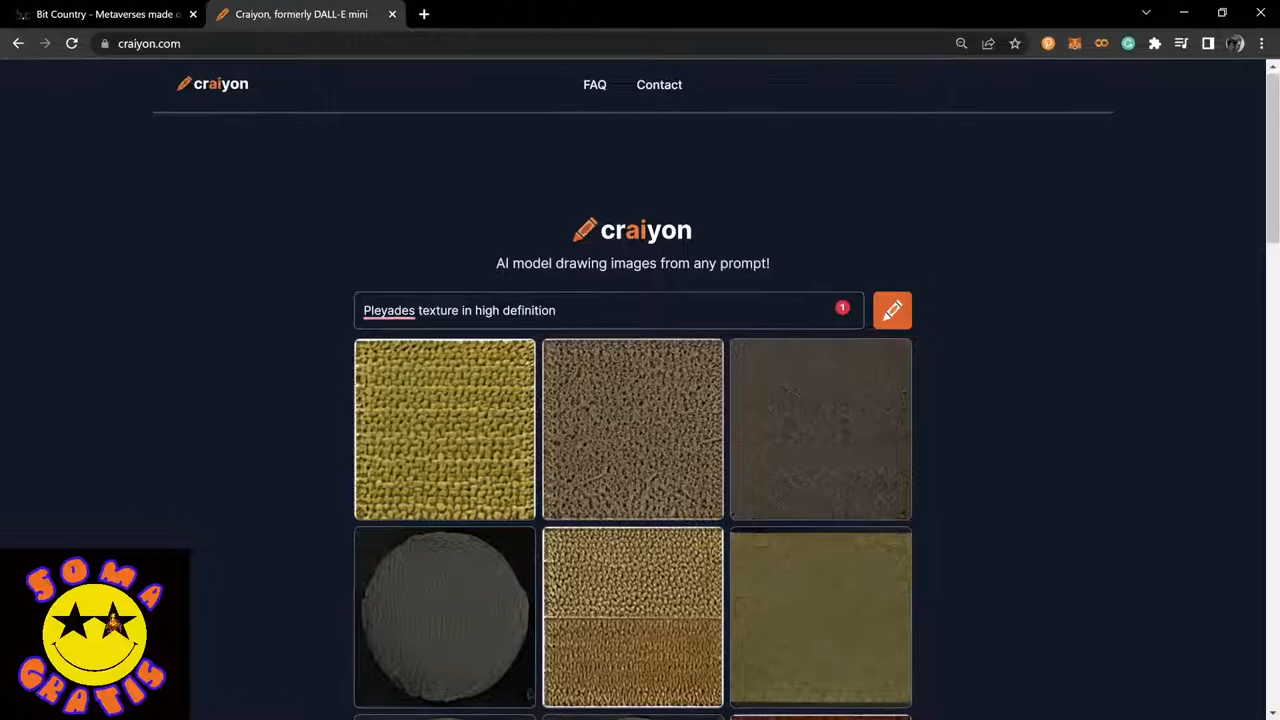 Bit Country - Metaverses made o
Craiyon, formerly DALL-E mini
craiyon.com
craiyon
FAQ
Contact
craiyon
AI model drawing images from any prompt!
Pleyades texture in high definition
1
SOMA
GRATIS